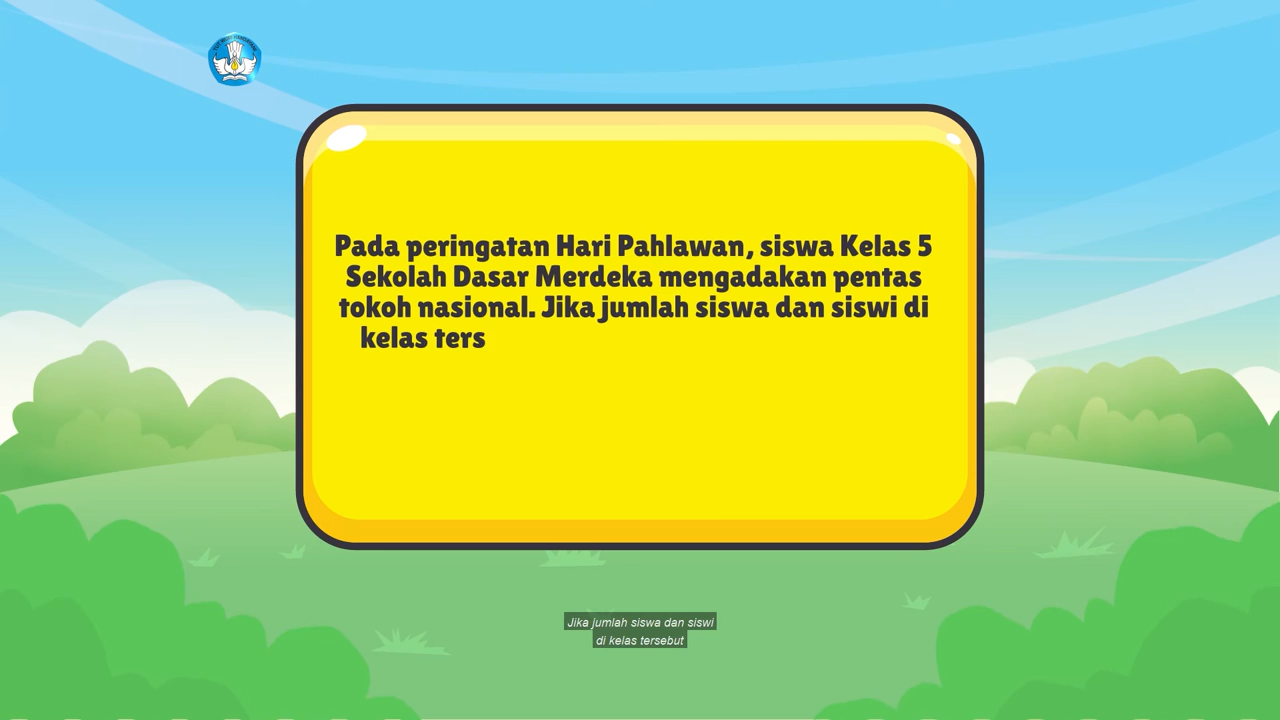 Pada peringatan Hari Pahlawan, siswa Kelas 5
Sekolah Dasar Merdeka mengadakan pentas
tokoh nasional. Jika jumlah siswa dan siswi di
kelas ters
Jika jumlah siswa dan siswi
di kelas tersebut